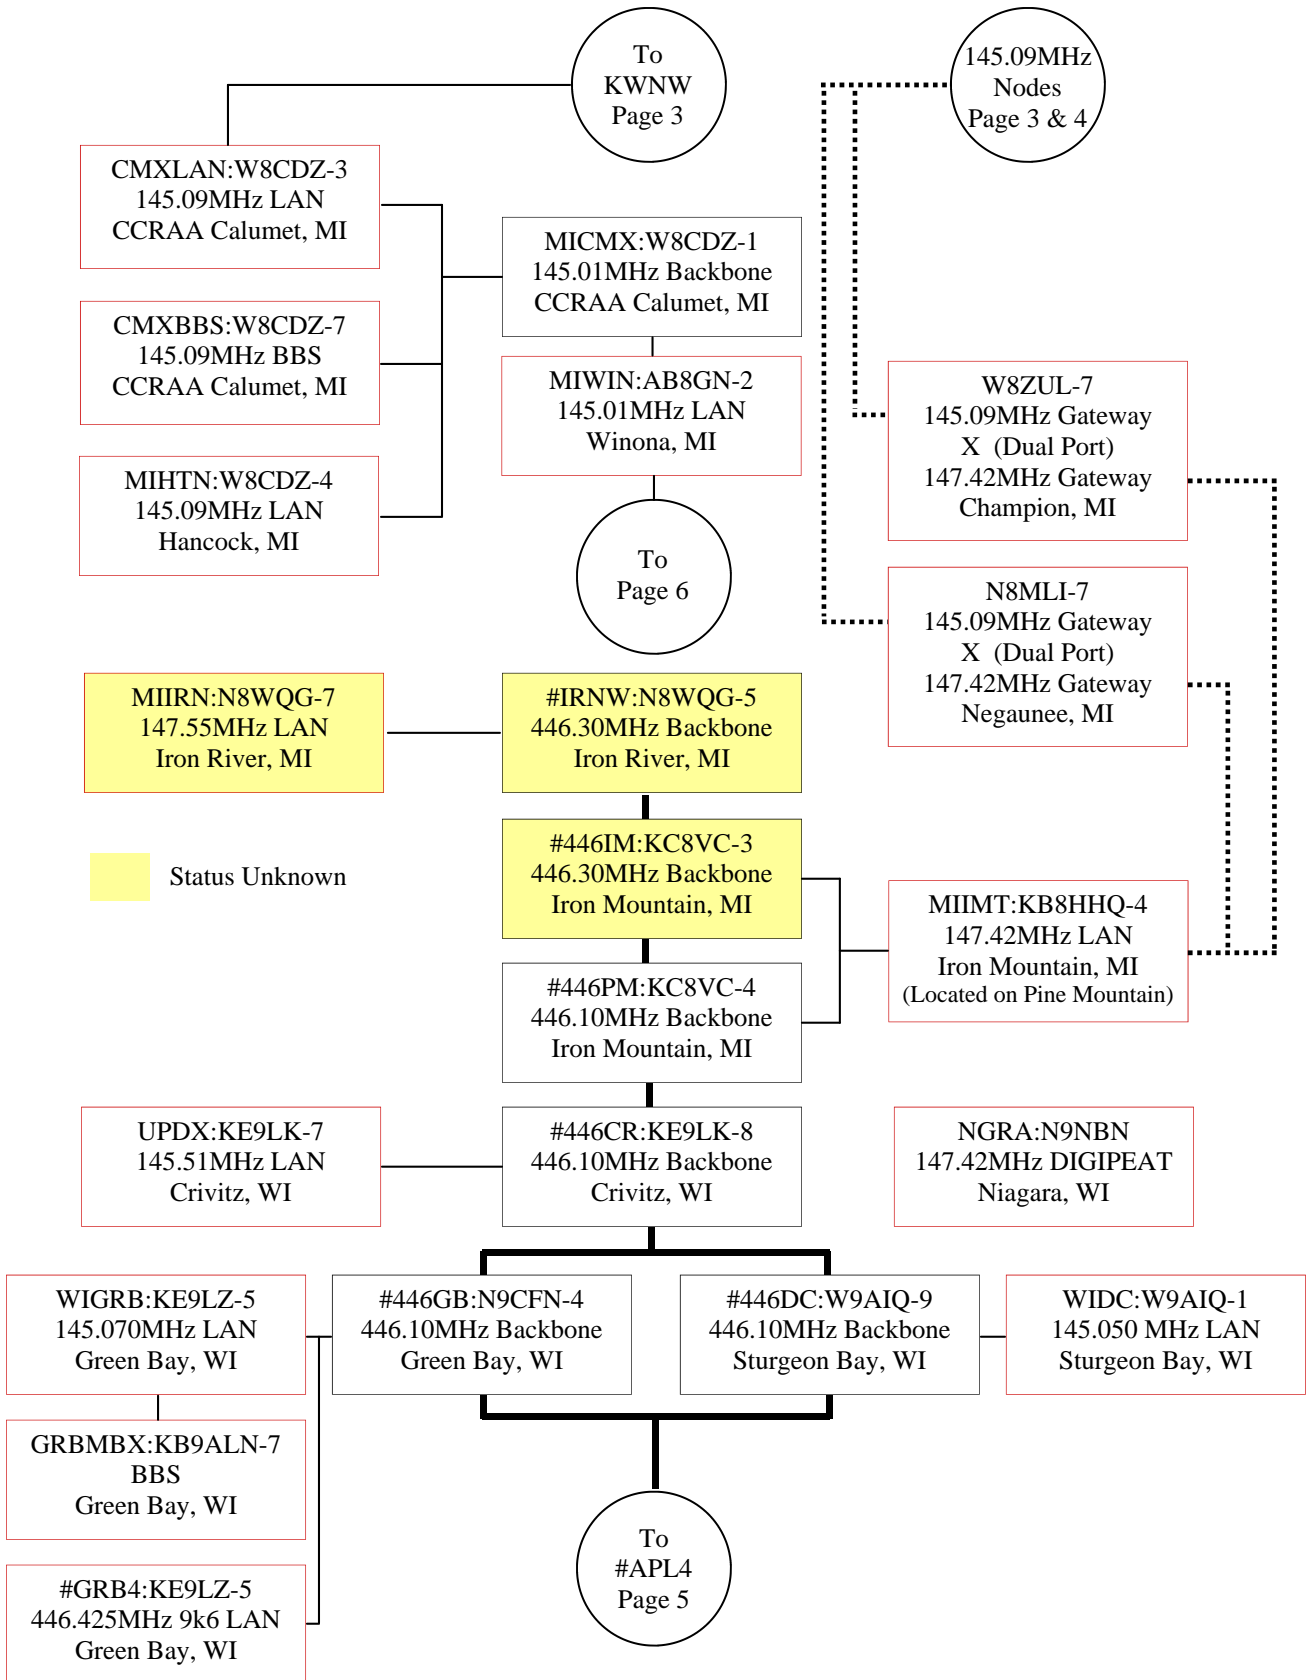 To
KWNW
Page 3
145.09MHz
Nodes
Page 3 & 4
CMXLAN:W8CDZ-3
145.09MHz LAN
CCRAA Calumet, MI
MICMX:W8CDZ-1
145.01MHz Backbone
CCRAA Calumet, MI
CMXBBS:W8CDZ-7
145.09MHz BBS
CCRAA Calumet, MI
MIWIN:AB8GN-2
145.01MHz LAN
Winona, MI
W8ZUL-7
145.09MHz Gateway
X (Dual Port)
147.42MHz Gateway
Champion, MI
MIHTN:W8CDZ-4
145.09MHz LAN
Hancock, MI
To
Page 6
N8MLI-7
145.09MHz Gateway
X (Dual Port)
147.42MHz Gateway
Negaunee, MI
MIIRN:N8WQG-7
147.55MHz LAN
Iron River, MI
#IRNW:N8WQG-5
446.30MHz Backbone
Iron River, MI
Status Unknown
#446IM:KC8VC-3
446.30MHz Backbone
Iron Mountain, MI
MIIMT:KB8HHQ-4
147.42MHz LAN
Iron Mountain, MI
(Located on Pine Mountain)
#446PM:KC8VC-4
446.10MHz Backbone
Iron Mountain, MI
UPDX:KE9LK-7
145.51MHz LAN
Crivitz, WI
#446CR:KE9LK-8
446.10MHz Backbone
Crivitz, WI
NGRA:N9NBN
147.42MHz DIGIPEAT
Niagara, WI
WIGRB:KE9LZ-5
145.070MHz LAN
Green Bay, WI
#446GB:N9CFN-4
446.10MHz Backbone
Green Bay, WI
#446DC:W9AIQ-9
446.10MHz Backbone
Sturgeon Bay, WI
WIDC:W9AIQ-1
145.050 MHz LAN
Sturgeon Bay, WI
GRBMBX:KB9ALN-7
BBS
Green Bay, WI
To
#APL4
Page 5
#GRB4:KE9LZ-5
446.425MHz 9k6 LAN
Green Bay, WI